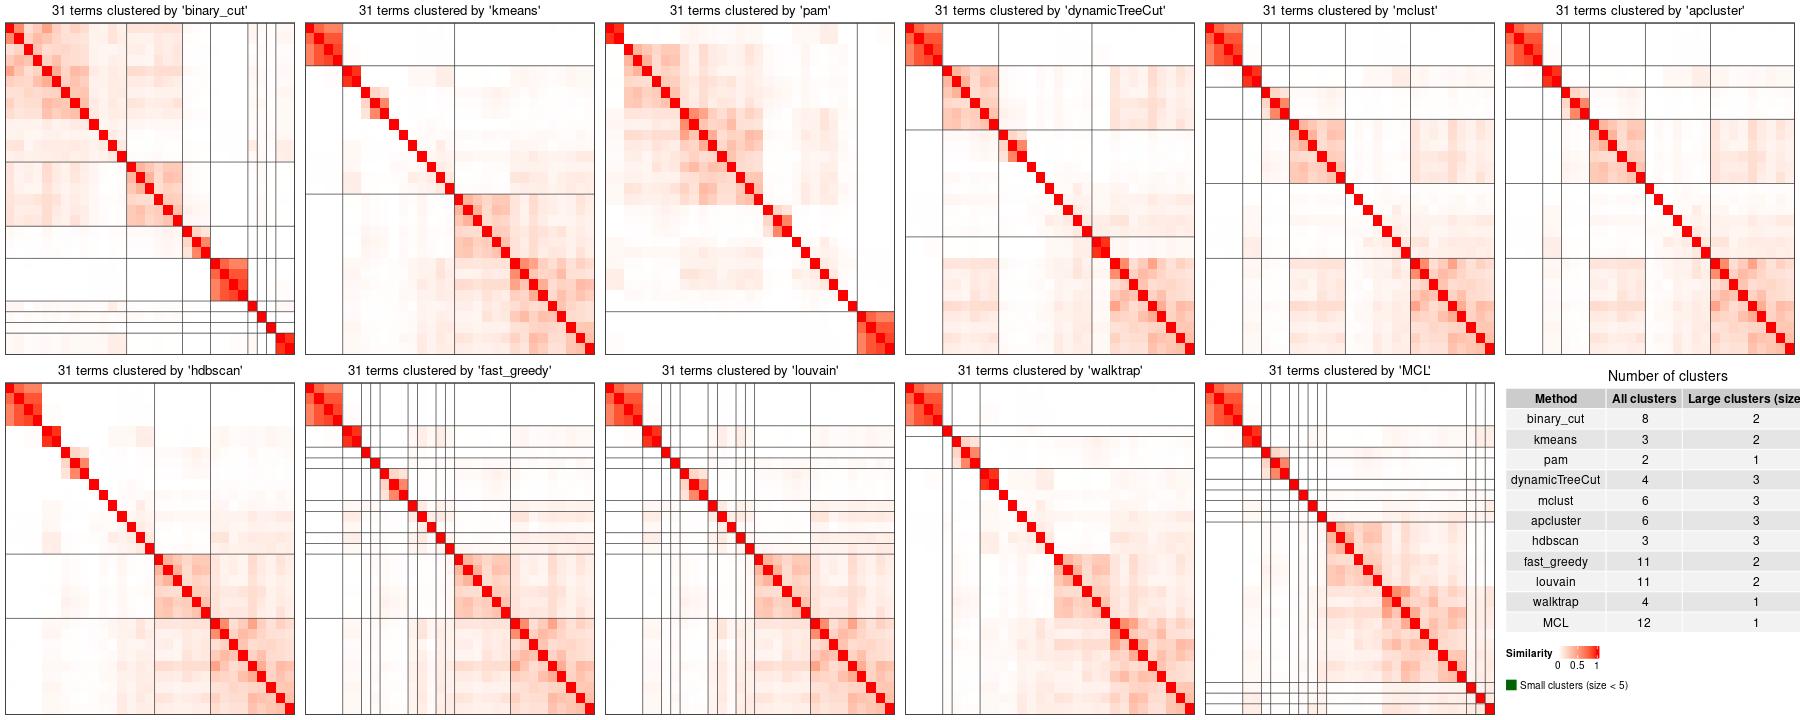 31 terms clustered by 'binary_cut'
31 terms clustered by 'kmeans'
31 terms clustered by 'pam'
31 terms clustered by 'dynamicTreeCut'
31 terms clustered by 'mclust'
31 terms clustered by 'apcluster'
31 terms clustered by 'hdbscan'
31 terms clustered by 'fast_greedy'
31 terms clustered by 'louvain'
31 terms clustered by 'walktrap'
31 terms clustered by 'MCL'
Number of clusters
Method All clusters Large clusters (size
binary_cut 8 2
kmeans 3 2
pam 2 1
dynamicTreeCut 4 3
mclust 6 3
apcluster 6 3
hdbscan 3 3
fast_greedy 11 2
louvain 11 2
walktrap 4 1
MCL 12 1
Similarity
0 0.5 1
Small clusters (size < 5)